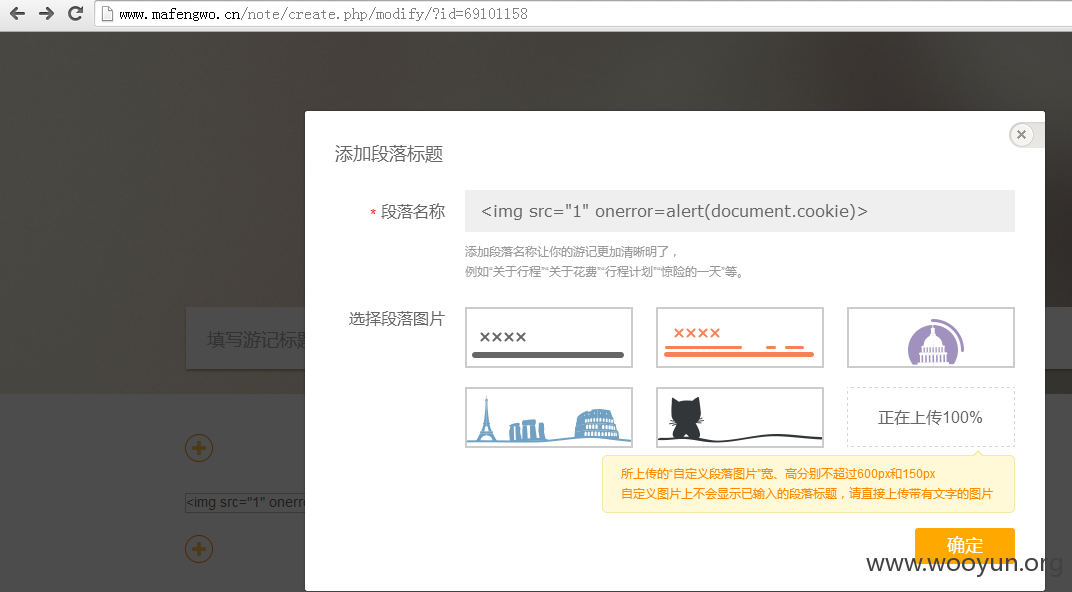 www.mafengwo.cn/note/create.php/modify/?id=69101158
添加段落标题
* 段落名称
<img src="1" onerror=alert(document.cookie)>
添加段落名称让你的游记更加清晰明了，
例如“关于行程”“关于花费”“行程计划”“惊险的一天”等。
选择段落图片
××××
××××
填写游记标题
正在上传100%
所上传的“自定义段落图片”宽、高分别不超过600px和150px
自定义图片上不会显示已输入的段落标题，请直接上传带有文字的图片
<img src="1" onerr
确定
www.wooyun.org